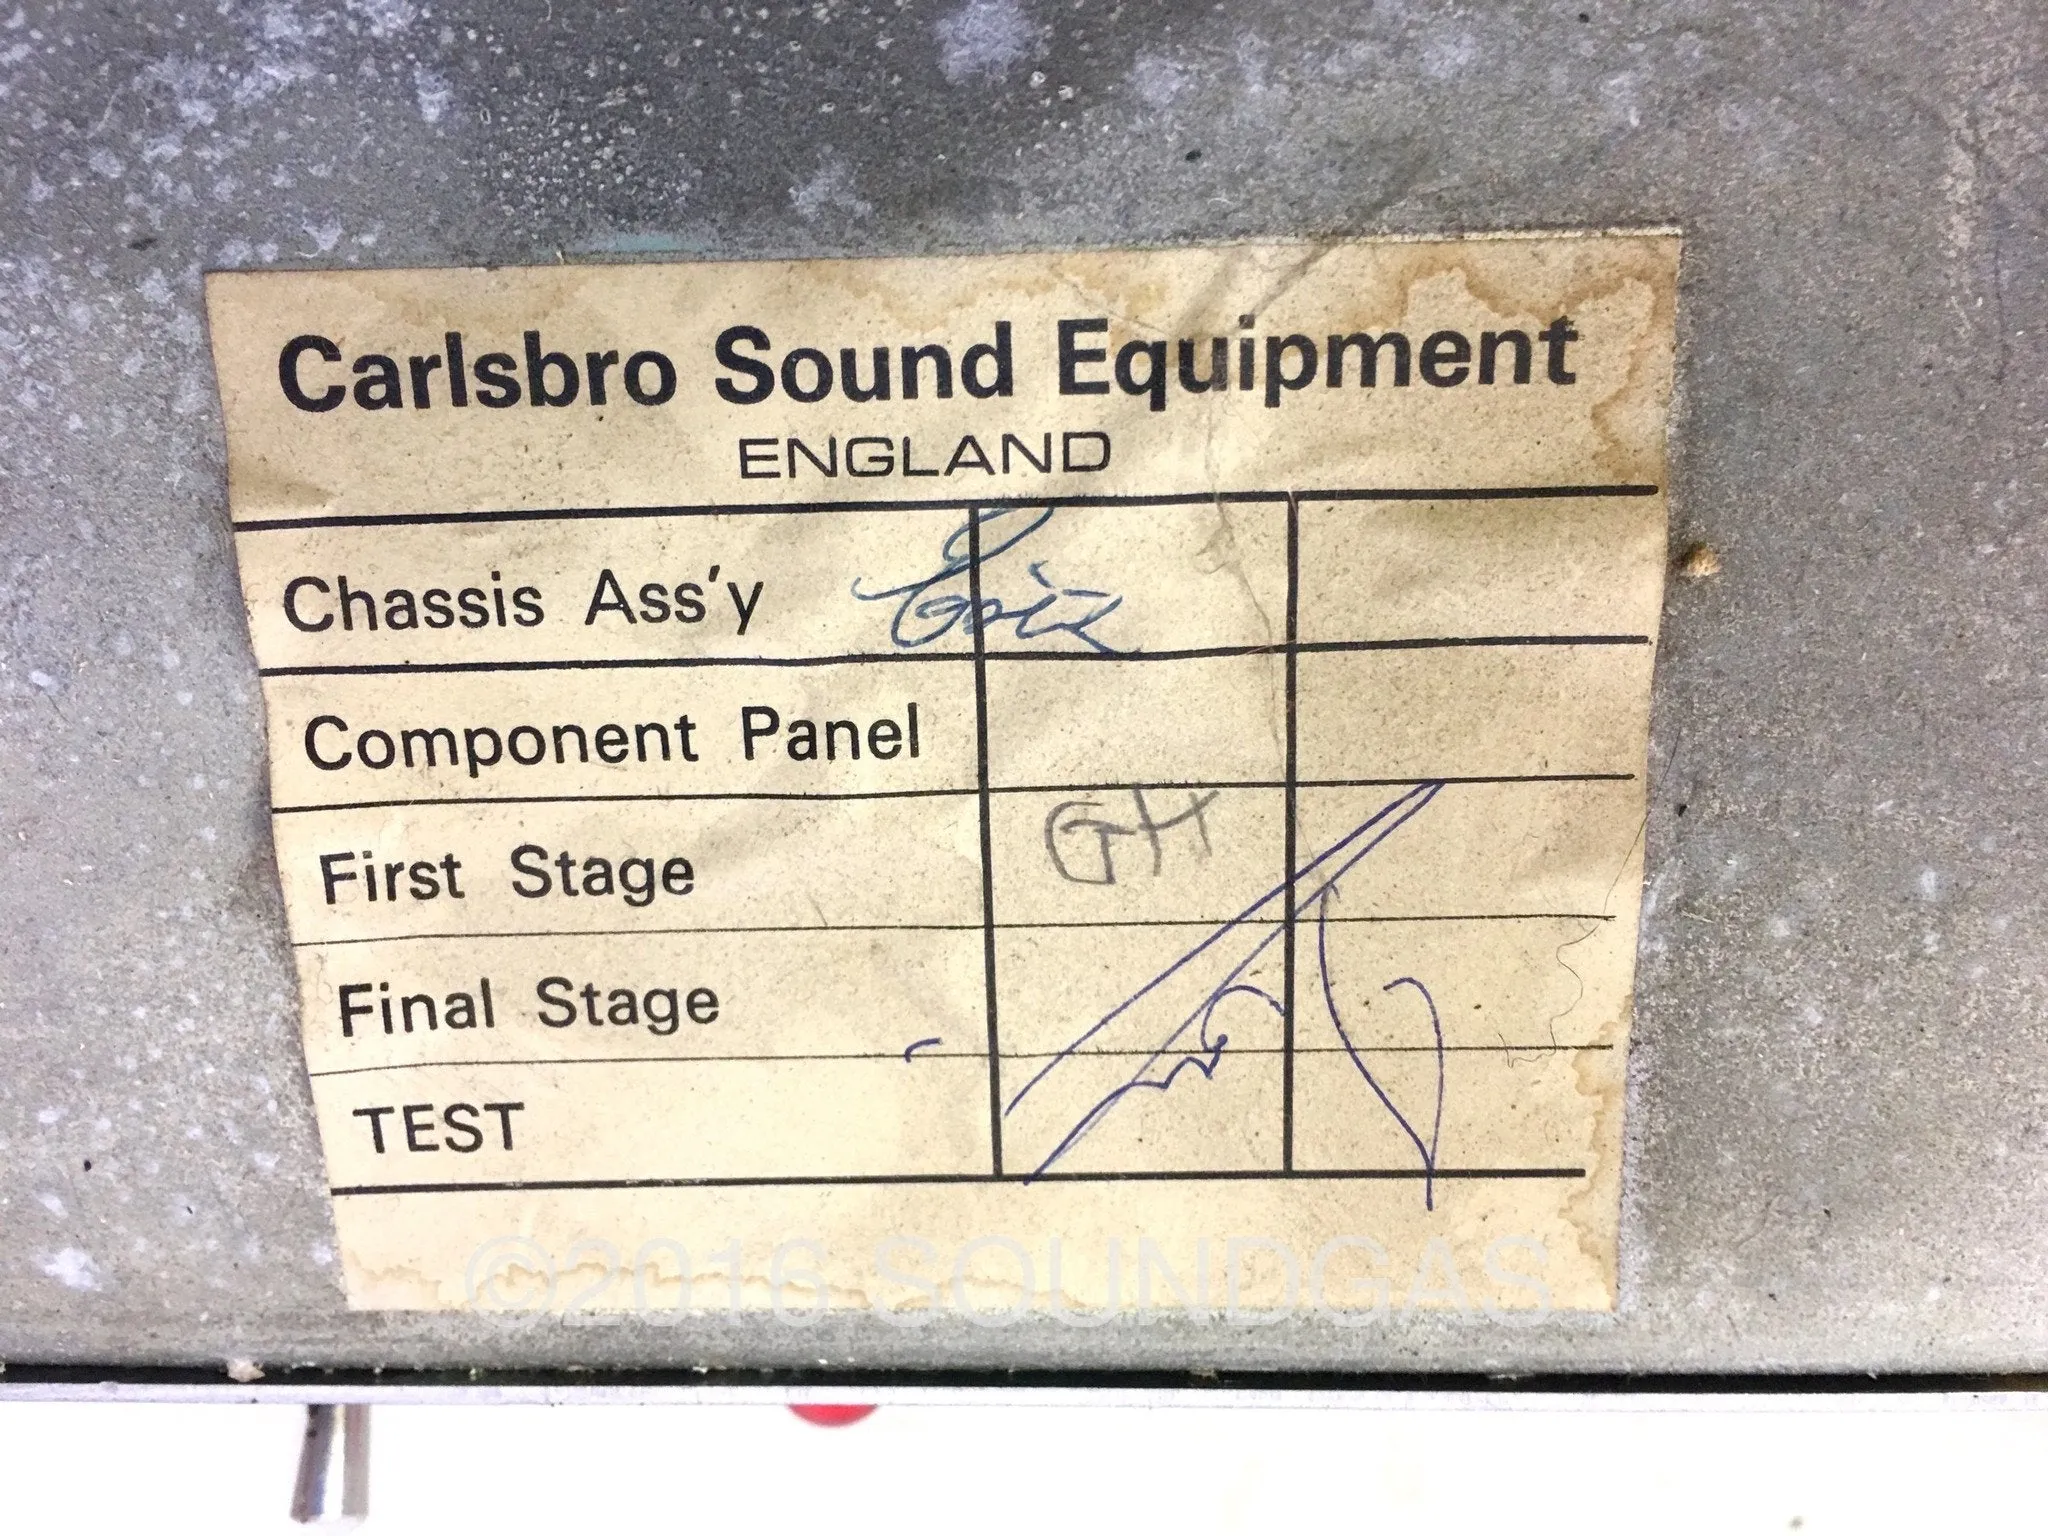 Carlsbro Sound Equipment
ENGLAND
Chassis Ass'y
Component Panel
First Stage GH
Final Stage
TEST
©2016 SOUNDGAS